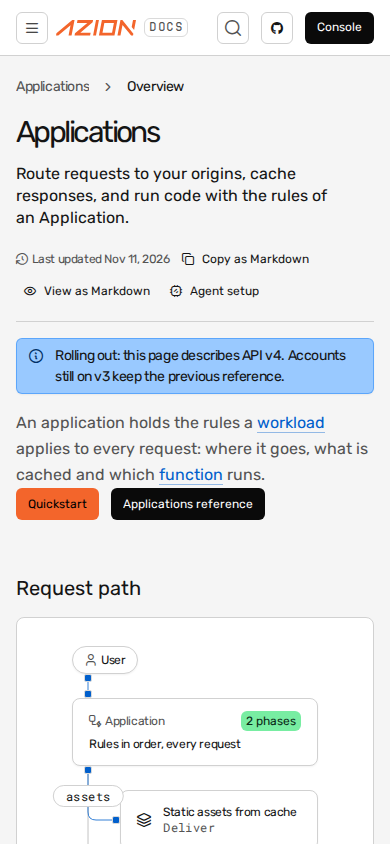 AZION DOCS
Console
Applications > Overview
Applications
Route requests to your origins, cache
responses, and run code with the rules of
an Application.
Last updated Nov 11, 2026 Copy as Markdown
View as Markdown Agent setup
Rolling out: this page describes API v4. Accounts
still on v3 keep the previous reference.
An application holds the rules a workload
applies to every request: where it goes, what is
cached and which function runs.
Quickstart Applications reference
Request path
User
Application 2 phases
Rules in order, every request
assets
Static assets from cache
Deliver